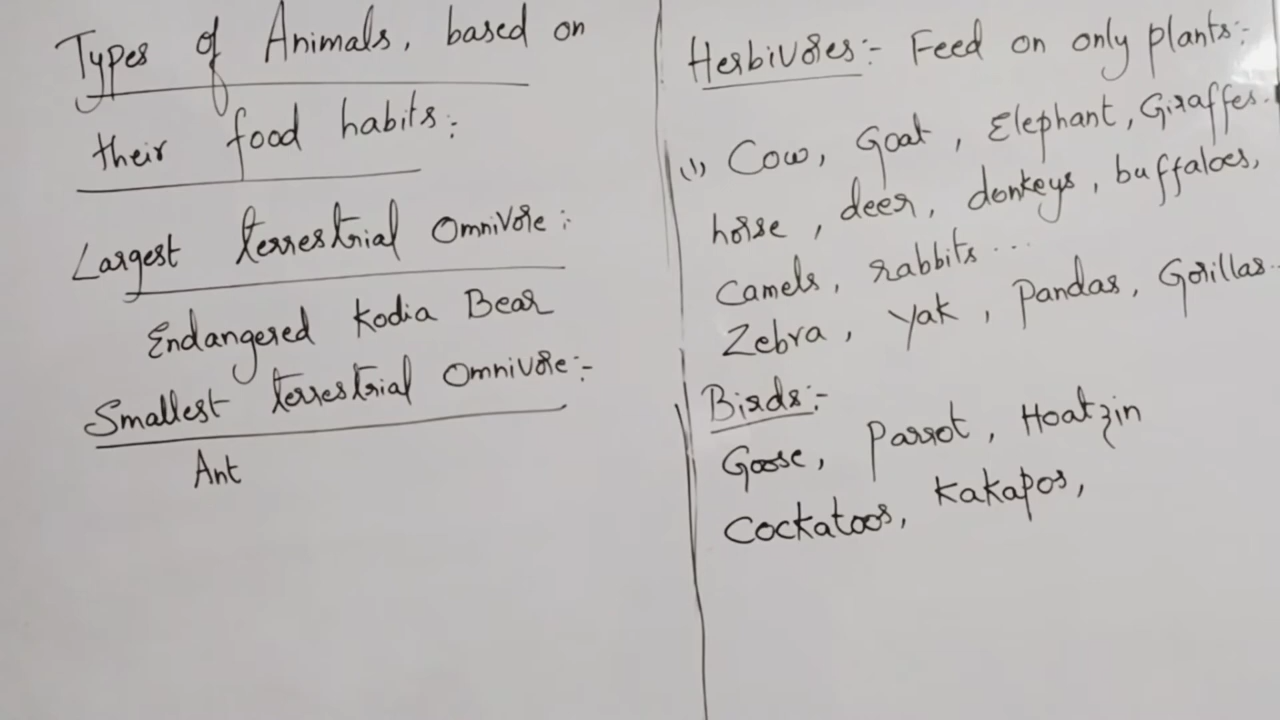 Types of Animals, based on
their food habits:
Largest terrestrial Omnivore:
Endangered Kodia Bear
Smallest terrestrial Omnivore:-
Ant
Herbivores:- Feed on only plants:-
(1) Cow, Goat, Elephant, Giraffes.
horse, deer, donkeys, buffaloes,
Camels, rabbits ...
Zebra, Yak, Pandas, Gorillas..
Birds:-
Goose, Parrot, Hoatzin
Cockatoos, Kakapos,